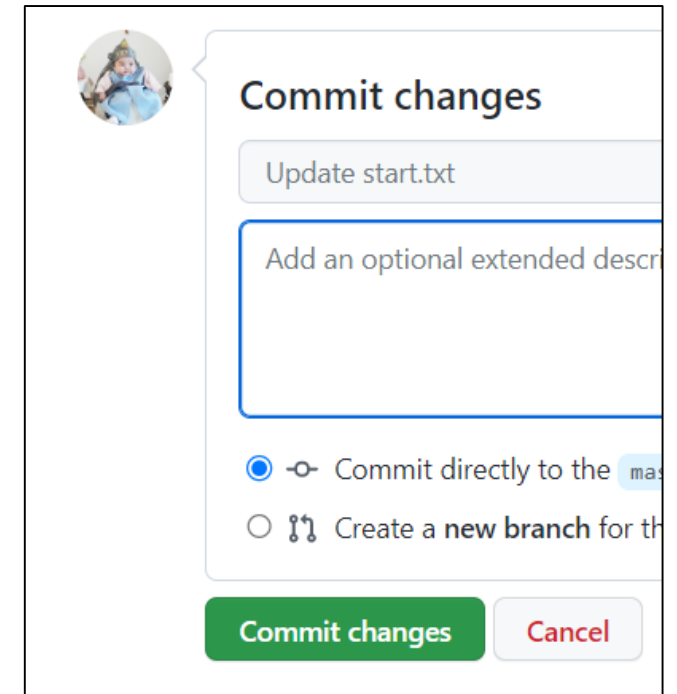 Commit changes
Update start.txt
Add an optional extended descri
Commit directly to the mas
Create a new branch for th
Commit changes
Cancel